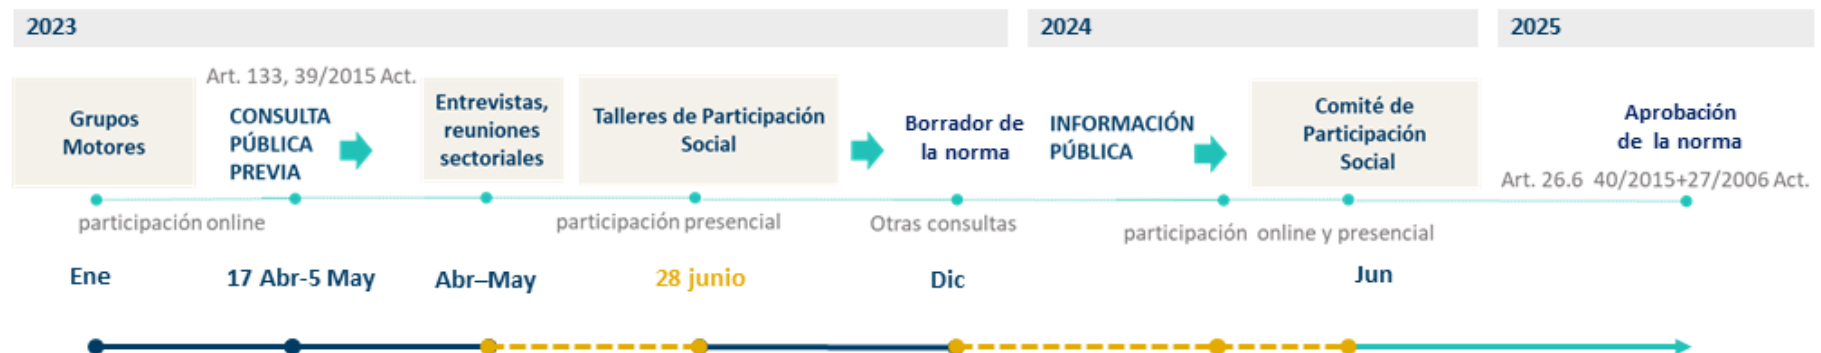 2023
2024
2025
Grupos
Motores
Art. 133, 39/2015 Act.
CONSULTA
PÚBLICA
PREVIA
Entrevistas,
reuniones
sectoriales
Talleres de Participación
Social
Borrador de
la norma
INFORMACIÓN
PÚBLICA
Comité de
Participación
Social
Aprobación
de la norma
Art. 26.6 40/2015+27/2006 Act.
participación online
participación presencial
Otras consultas
participación online y presencial
Ene
17 Abr-5 May
Abr–May
28 junio
Dic
Jun